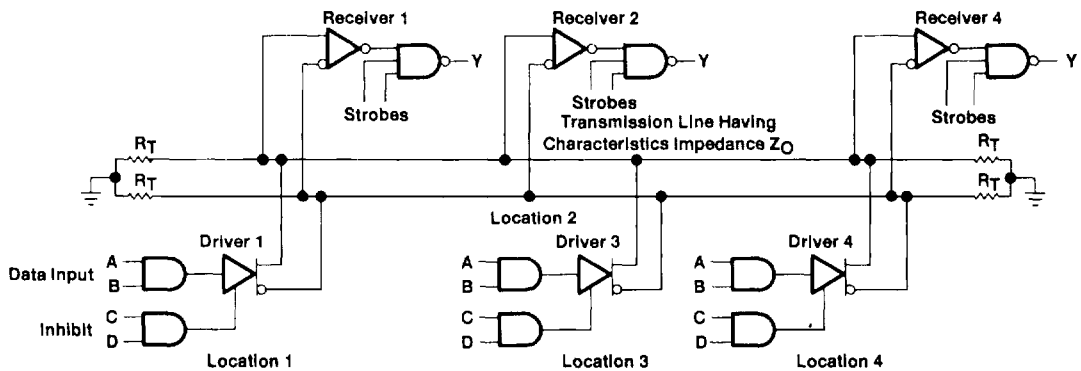 Receiver 1 Receiver 2 Receiver 4
Y Y Y
Strobes Strobes Strobes
Transmission Line Having
Characteristics Impedance ZO
RT RT
RT RT
Location 2
Driver 1 Driver 3 Driver 4
Data Input A A A
B B B
Inhibit C C C
D D D
Location 1 Location 3 Location 4